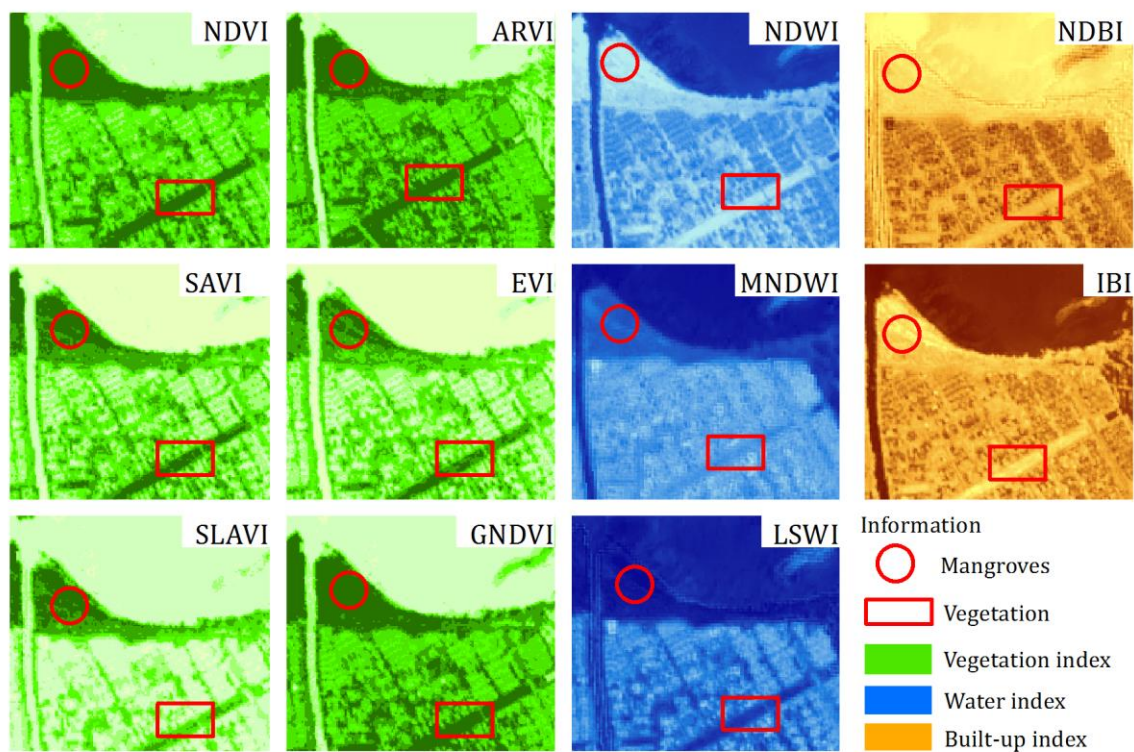 NDVI
ARVI
NDWI
NDBI
SAVI
EVI
MNDWI
IBI
SLAVI
GNDVI
LSWI
Information
Mangroves
Vegetation
Vegetation index
Water index
Built-up index